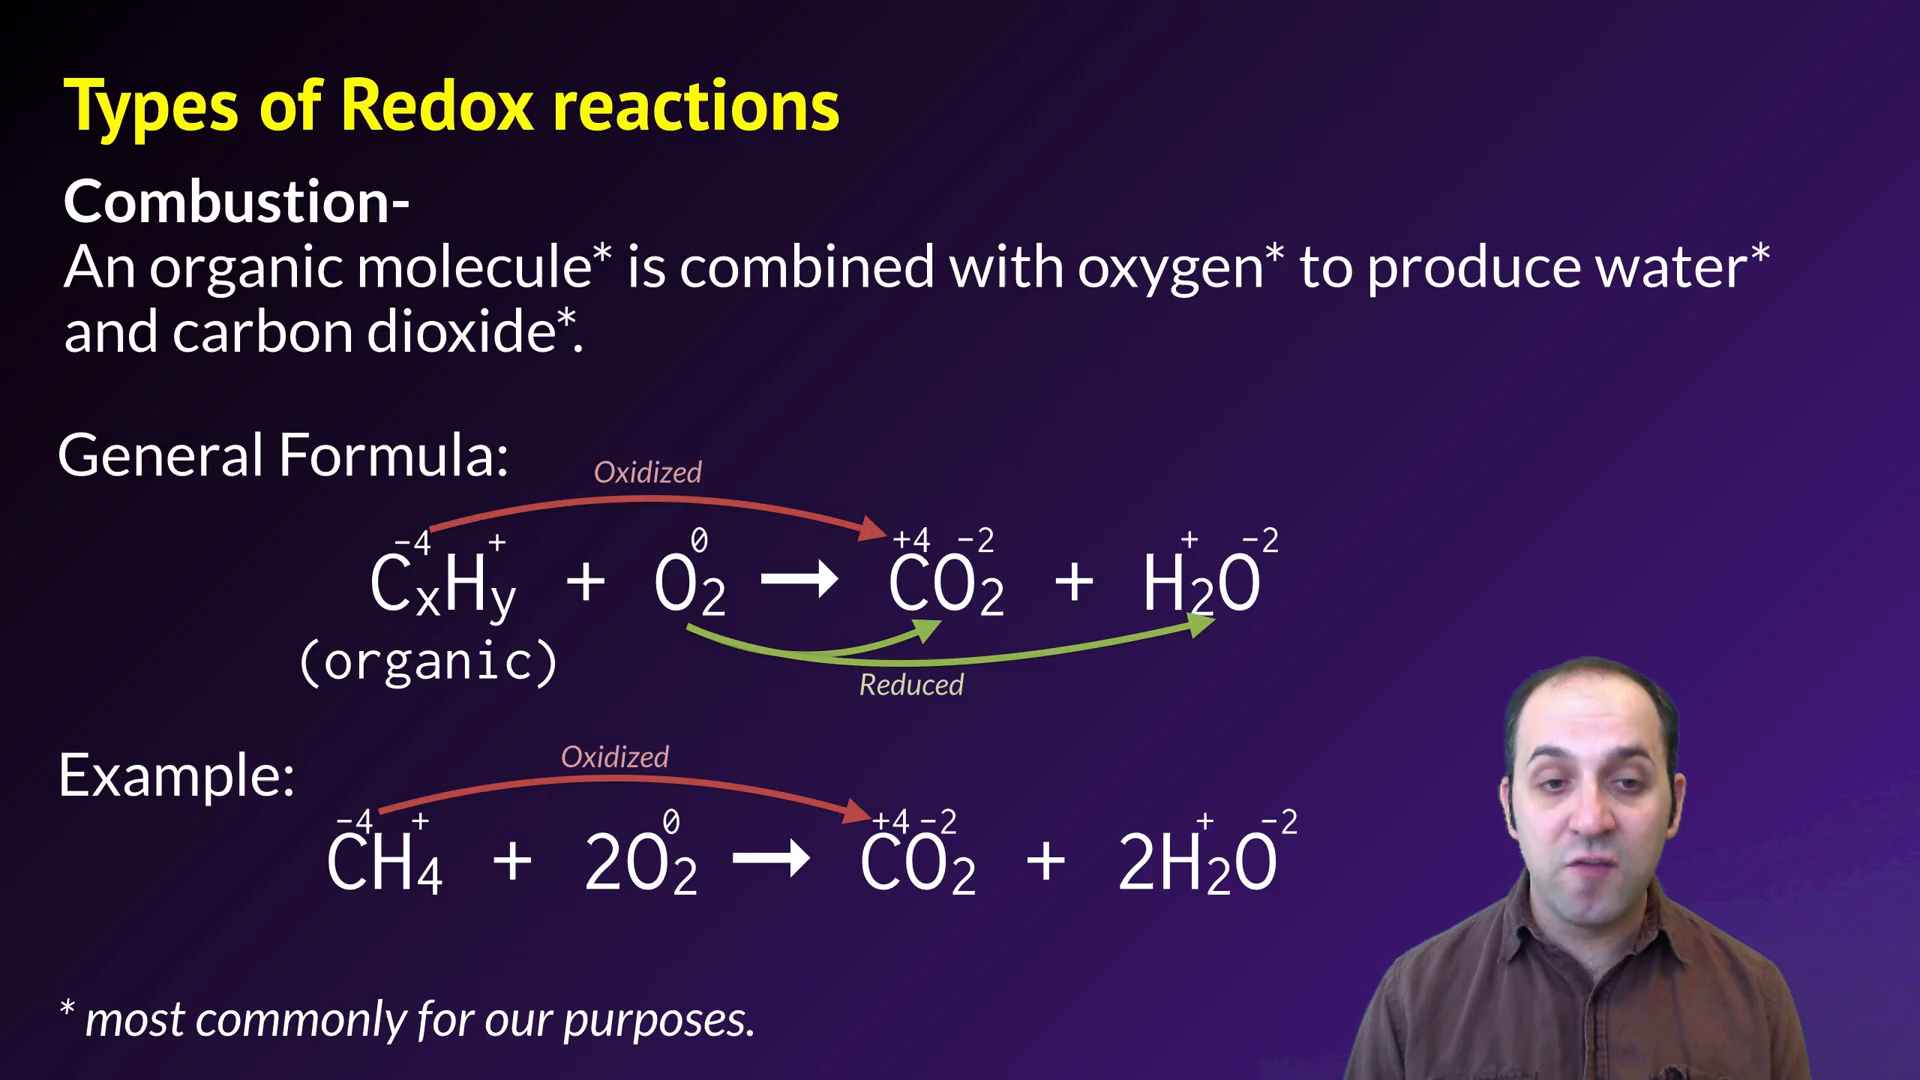 Types of Redox reactions
Combustion-
An organic molecule* is combined with oxygen* to produce water*
and carbon dioxide*.
General Formula:
Oxidized
-4 + 0 +4 -2 + -2
CxHy + O2 → CO2 + H2O
(organic)
Reduced
Example:
Oxidized
-4 + 0 +4 -2 + -2
CH4 + 2O2 → CO2 + 2H2O
* most commonly for our purposes.